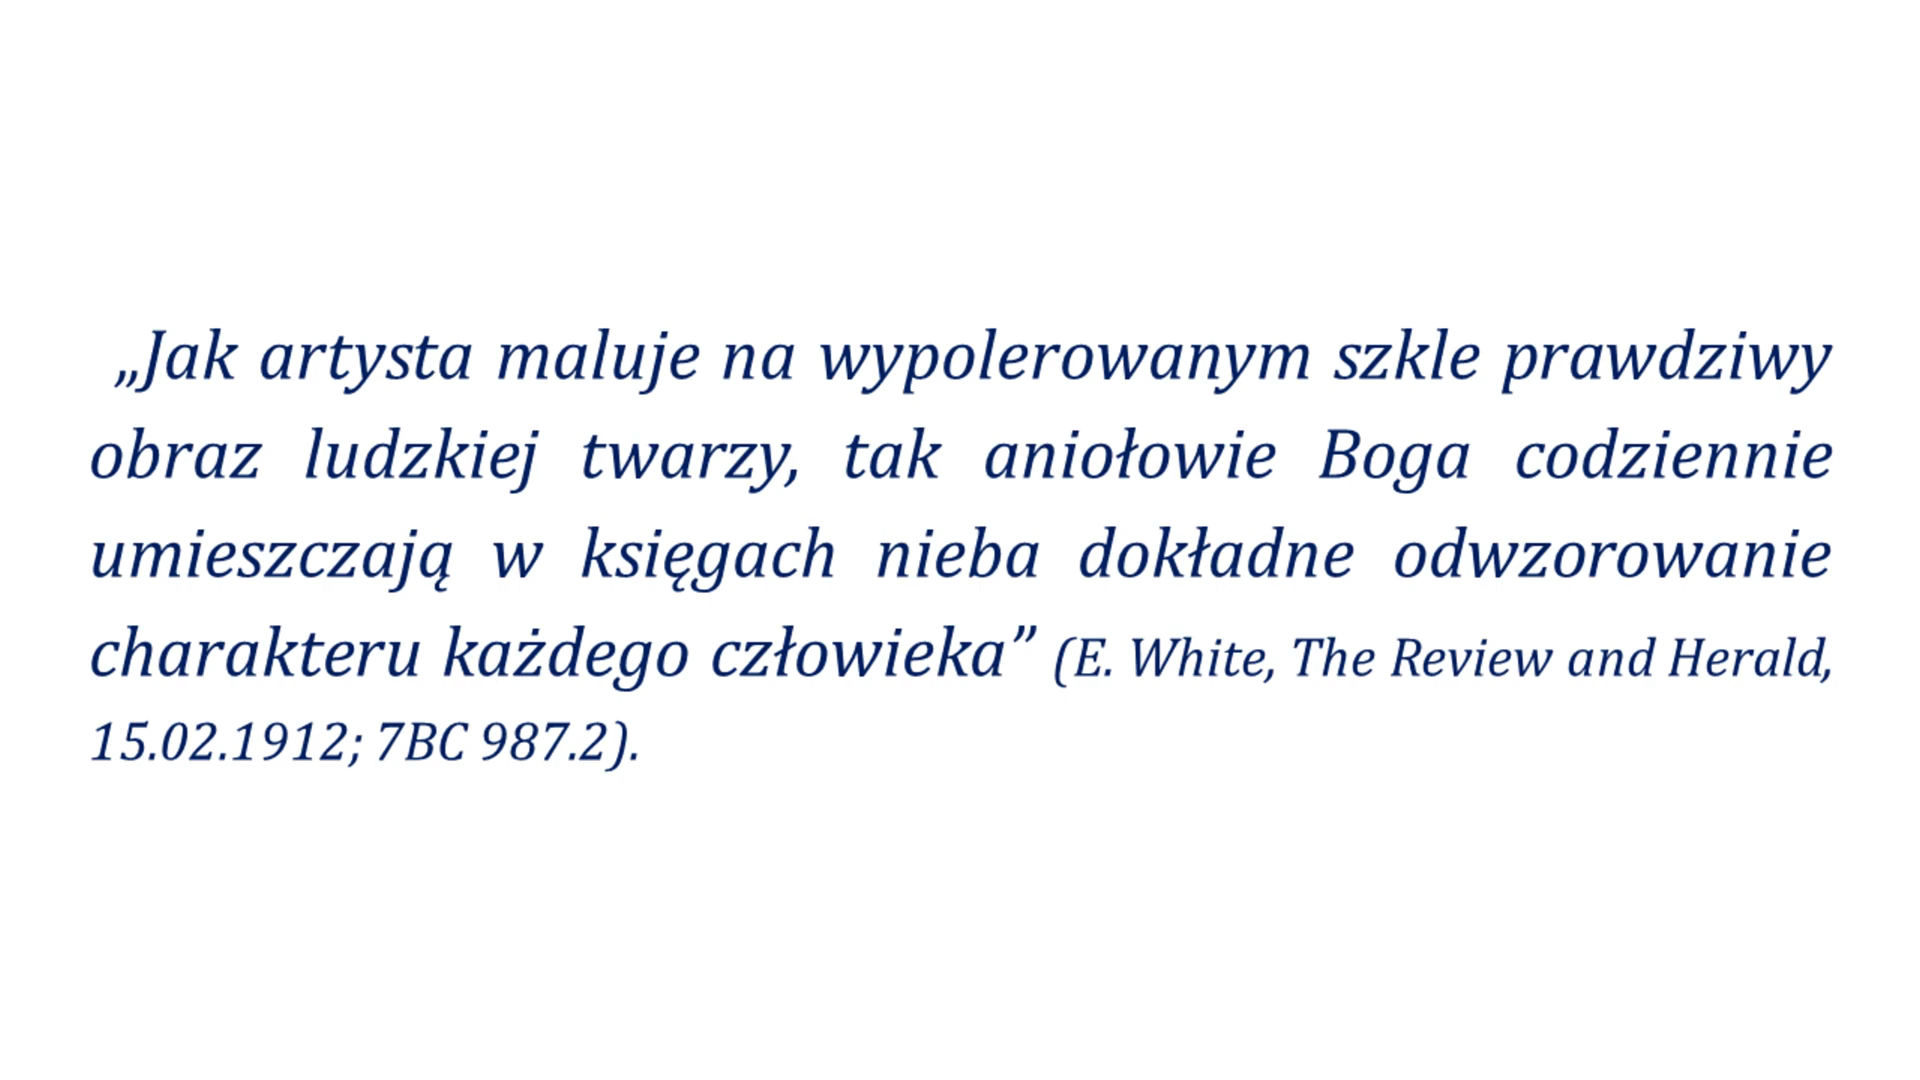 „Jak artysta maluje na wypolerowanym szkle prawdziwy
obraz ludzkiej twarzy, tak aniołowie Boga codziennie
umieszczają w księgach nieba dokładne odwzorowanie
charakteru każdego człowieka” (E. White, The Review and Herald,
15.02.1912; 7BC 987.2).